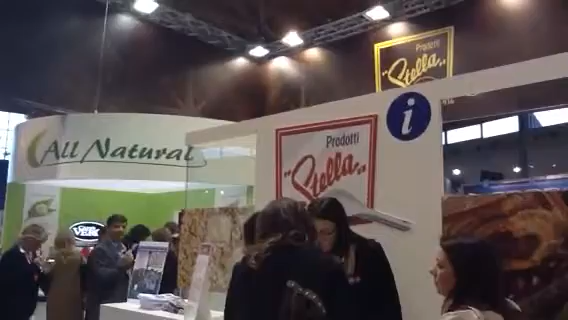 Prodotti
"Stella"
All Natural
Prodotti
"Stella"
i